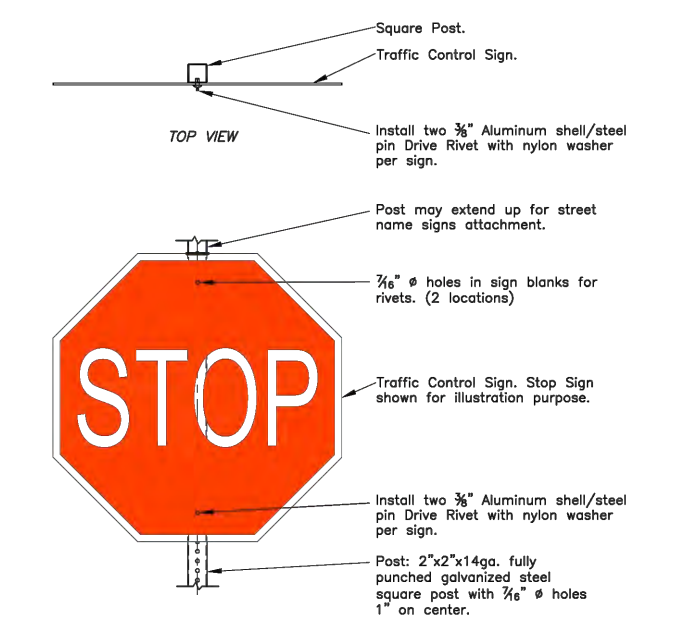 Square Post.
Traffic Control Sign.
TOP VIEW
Install two ⅜" Aluminum shell/steel
pin Drive Rivet with nylon washer
per sign.
Post may extend up for street
name signs attachment.
7⁄16" ø holes in sign blanks for
rivets. (2 locations)
STOP
Traffic Control Sign. Stop Sign
shown for illustration purpose.
Install two ⅜" Aluminum shell/steel
pin Drive Rivet with nylon washer
per sign.
Post: 2"x2"x14ga. fully
punched galvanized steel
square post with 7⁄16" ø holes
1" on center.